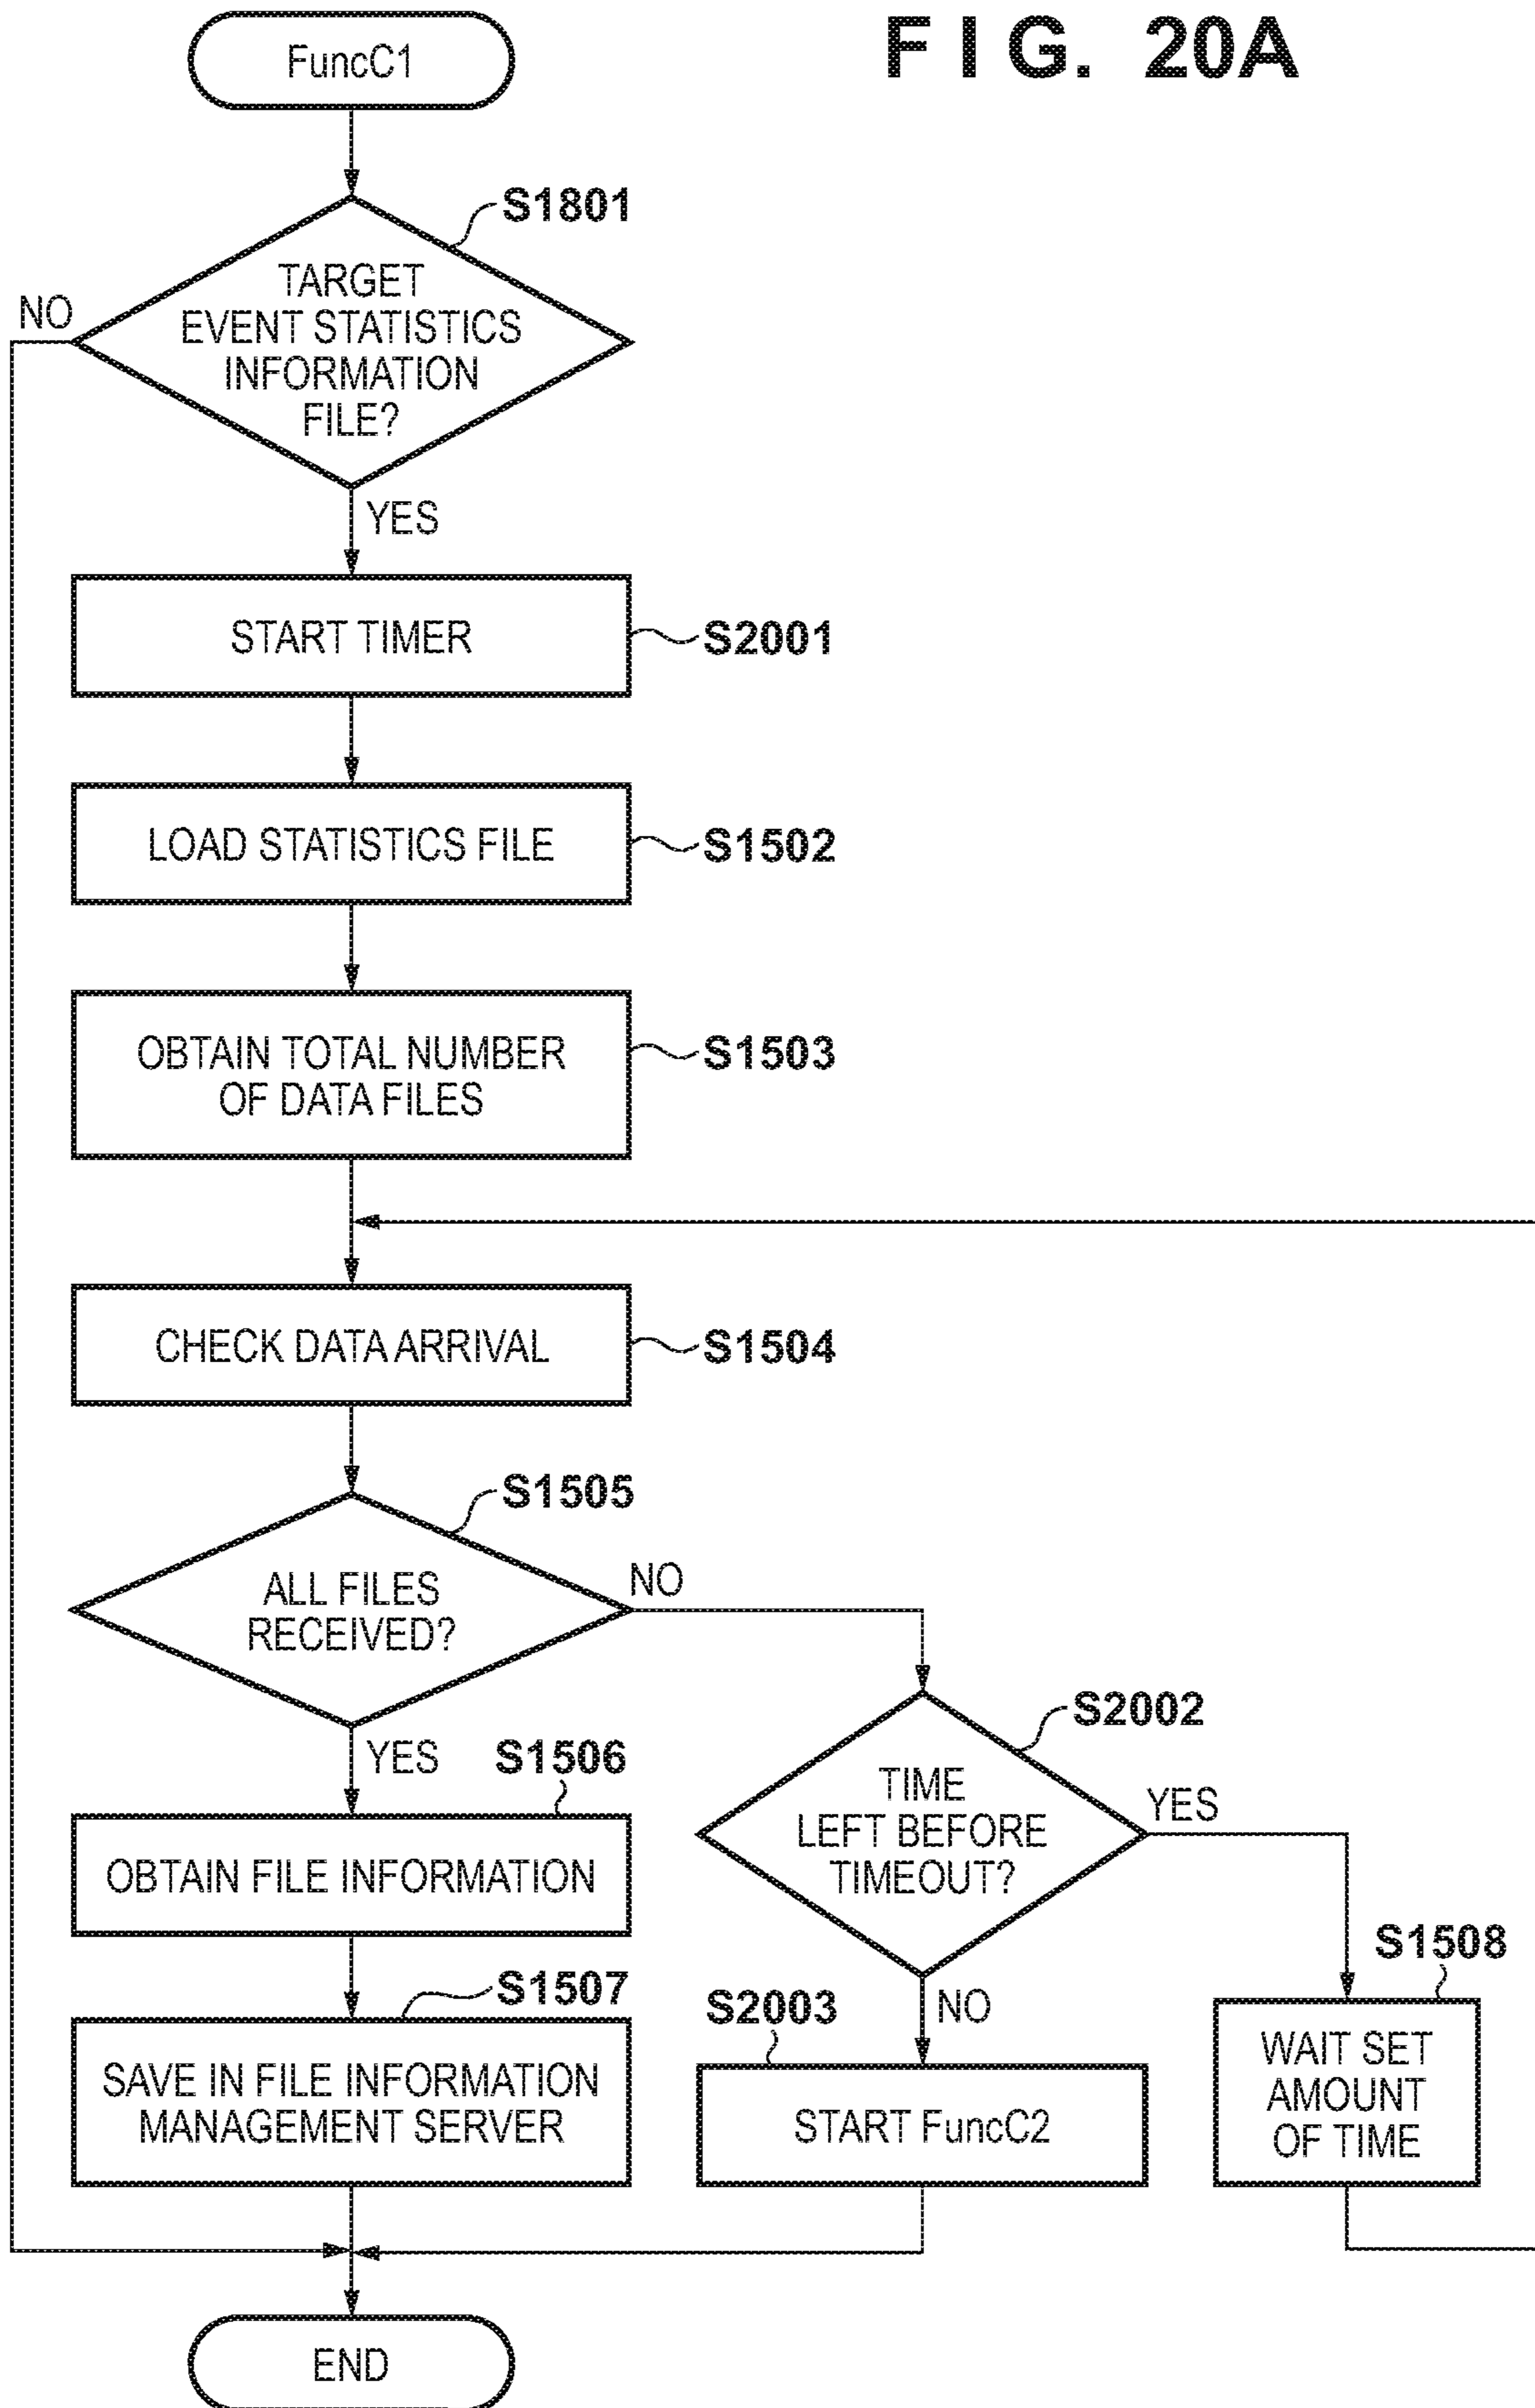 FIG. 20A
FuncC1
S1801
TARGET
EVENT STATISTICS
INFORMATION
FILE?
NO
YES
START TIMER
S2001
LOAD STATISTICS FILE
S1502
OBTAIN TOTAL NUMBER
OF DATA FILES
S1503
CHECK DATA ARRIVAL
S1504
S1505
ALL FILES
RECEIVED?
NO
YES
S1506
OBTAIN FILE INFORMATION
S1507
SAVE IN FILE INFORMATION
MANAGEMENT SERVER
S2002
TIME
LEFT BEFORE
TIMEOUT?
YES
NO
S2003
START FuncC2
S1508
WAIT SET
AMOUNT
OF TIME
END